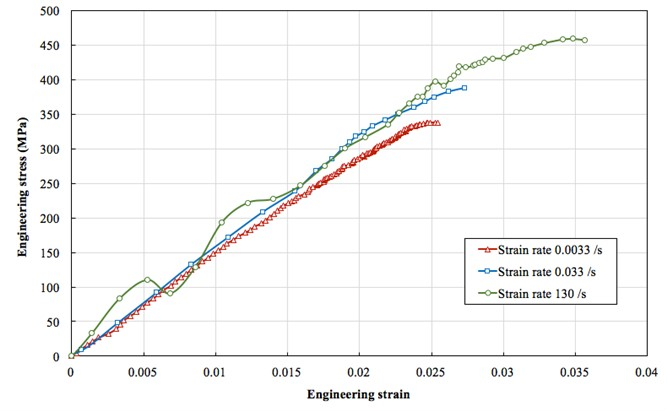 500
450
400
350
300
250
200
150
100
50
0
Engineering stress (MPa)
Strain rate 0.0033 /s
Strain rate 0.033 /s
Strain rate 130 /s
0 0.005 0.01 0.015 0.02 0.025 0.03 0.035 0.04
Engineering strain